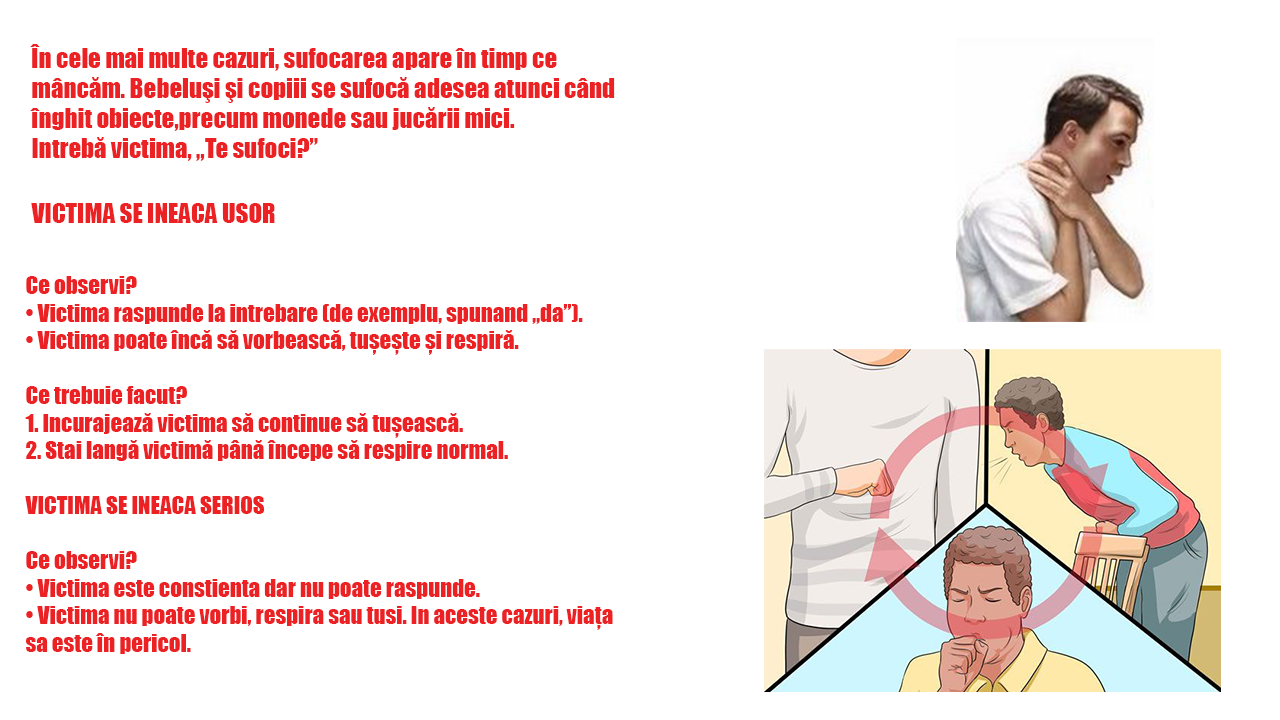 În cele mai multe cazuri, sufocarea apare în timp ce
mâncăm. Bebeluşi şi copiii se sufocă adesea atunci când
înghit obiecte,precum monede sau jucării mici.
Intrebă victima, „Te sufoci?”
VICTIMA SE INEACA USOR
Ce observi?
• Victima raspunde la intrebare (de exemplu, spunand „da”).
• Victima poate încă să vorbească, tușește și respiră.
Ce trebuie facut?
1. Incurajează victima să continue să tușească.
2. Stai langă victimă până începe să respire normal.
VICTIMA SE INEACA SERIOS
Ce observi?
• Victima este constienta dar nu poate raspunde.
• Victima nu poate vorbi, respira sau tusi. In aceste cazuri, viața
sa este în pericol.